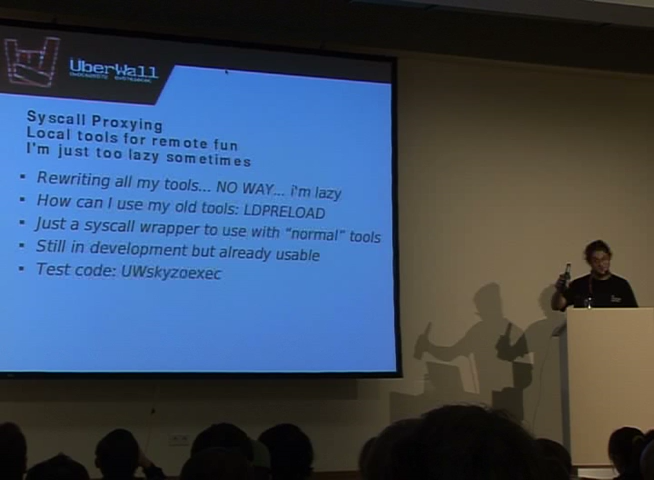 UberWall
Syscall Proxying
Local tools for remote fun
I'm just too lazy sometimes
▪ Rewriting all my tools... NO WAY... i'm lazy
▪ How can I use my old tools: LDPRELOAD
▪ Just a syscall wrapper to use with “normal” tools
▪ Still in development but already usable
▪ Test code: UWskyzoexec